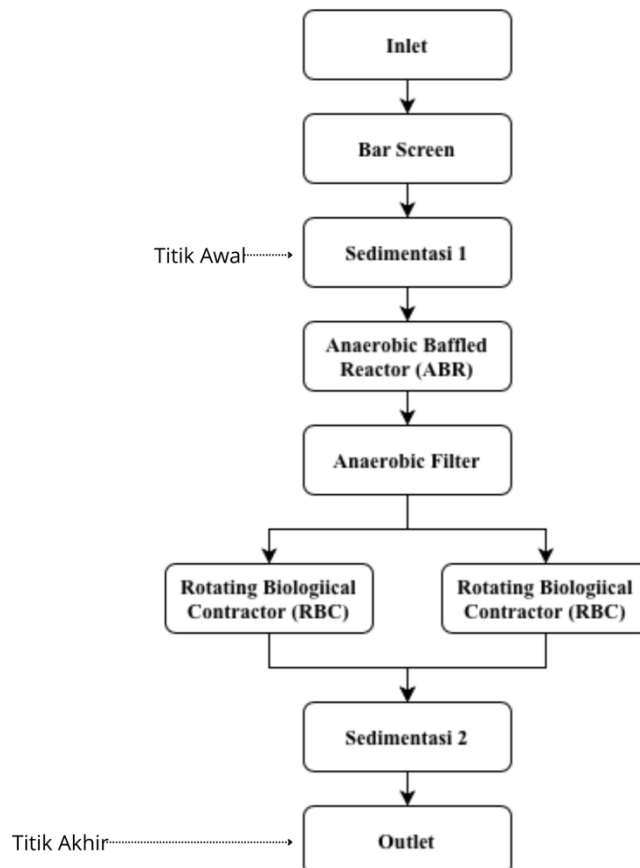 Inlet
Bar Screen
Titik Awal
Sedimentasi 1
Anaerobic Baffled
Reactor (ABR)
Anaerobic Filter
Rotating Biologiical
Contractor (RBC)
Rotating Biologiical
Contractor (RBC)
Sedimentasi 2
Titik Akhir
Outlet